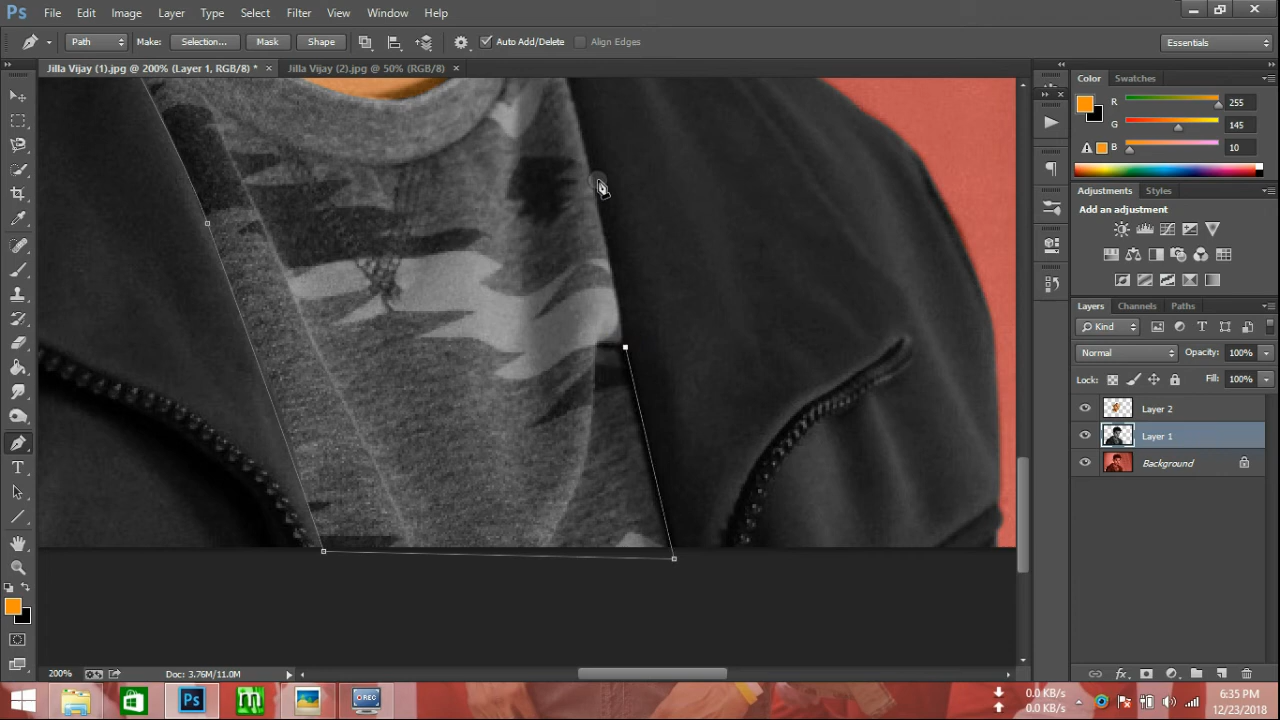 Ps File Edit Image Layer Type Select Filter View Window Help
Path Make: Selection... Mask Shape Auto Add/Delete Align Edges Essentials
Jilla Vijay (1).jpg @ 200% (Layer 1, RGB/8) * × Jilla Vijay (2).jpg @ 50% (RGB/8) ×
Color Swatches
R 255
G 145
B 10
Adjustments Styles
Add an adjustment
Layers Channels Paths
Kind
Normal Opacity: 100%
Lock: Fill: 100%
Layer 2
Layer 1
Background
200% Doc: 3.76M/11.0M
Ps OREC 0.0 KB/s 6:35 PM
0.0 KB/s 12/23/2018